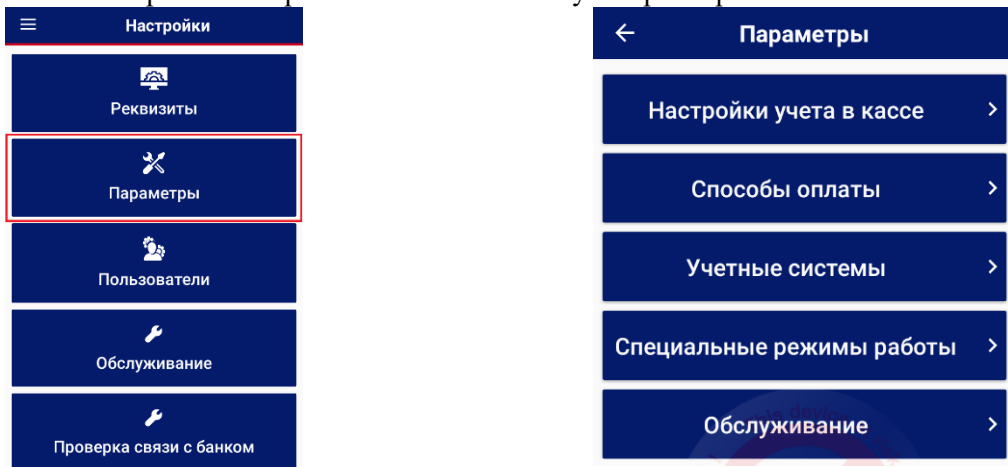 Настройки
Реквизиты
Параметры
Пользователи
Обслуживание
Проверка связи с банком
Параметры
Настройки учета в кассе
Способы оплаты
Учетные системы
Специальные режимы работы
Обслуживание